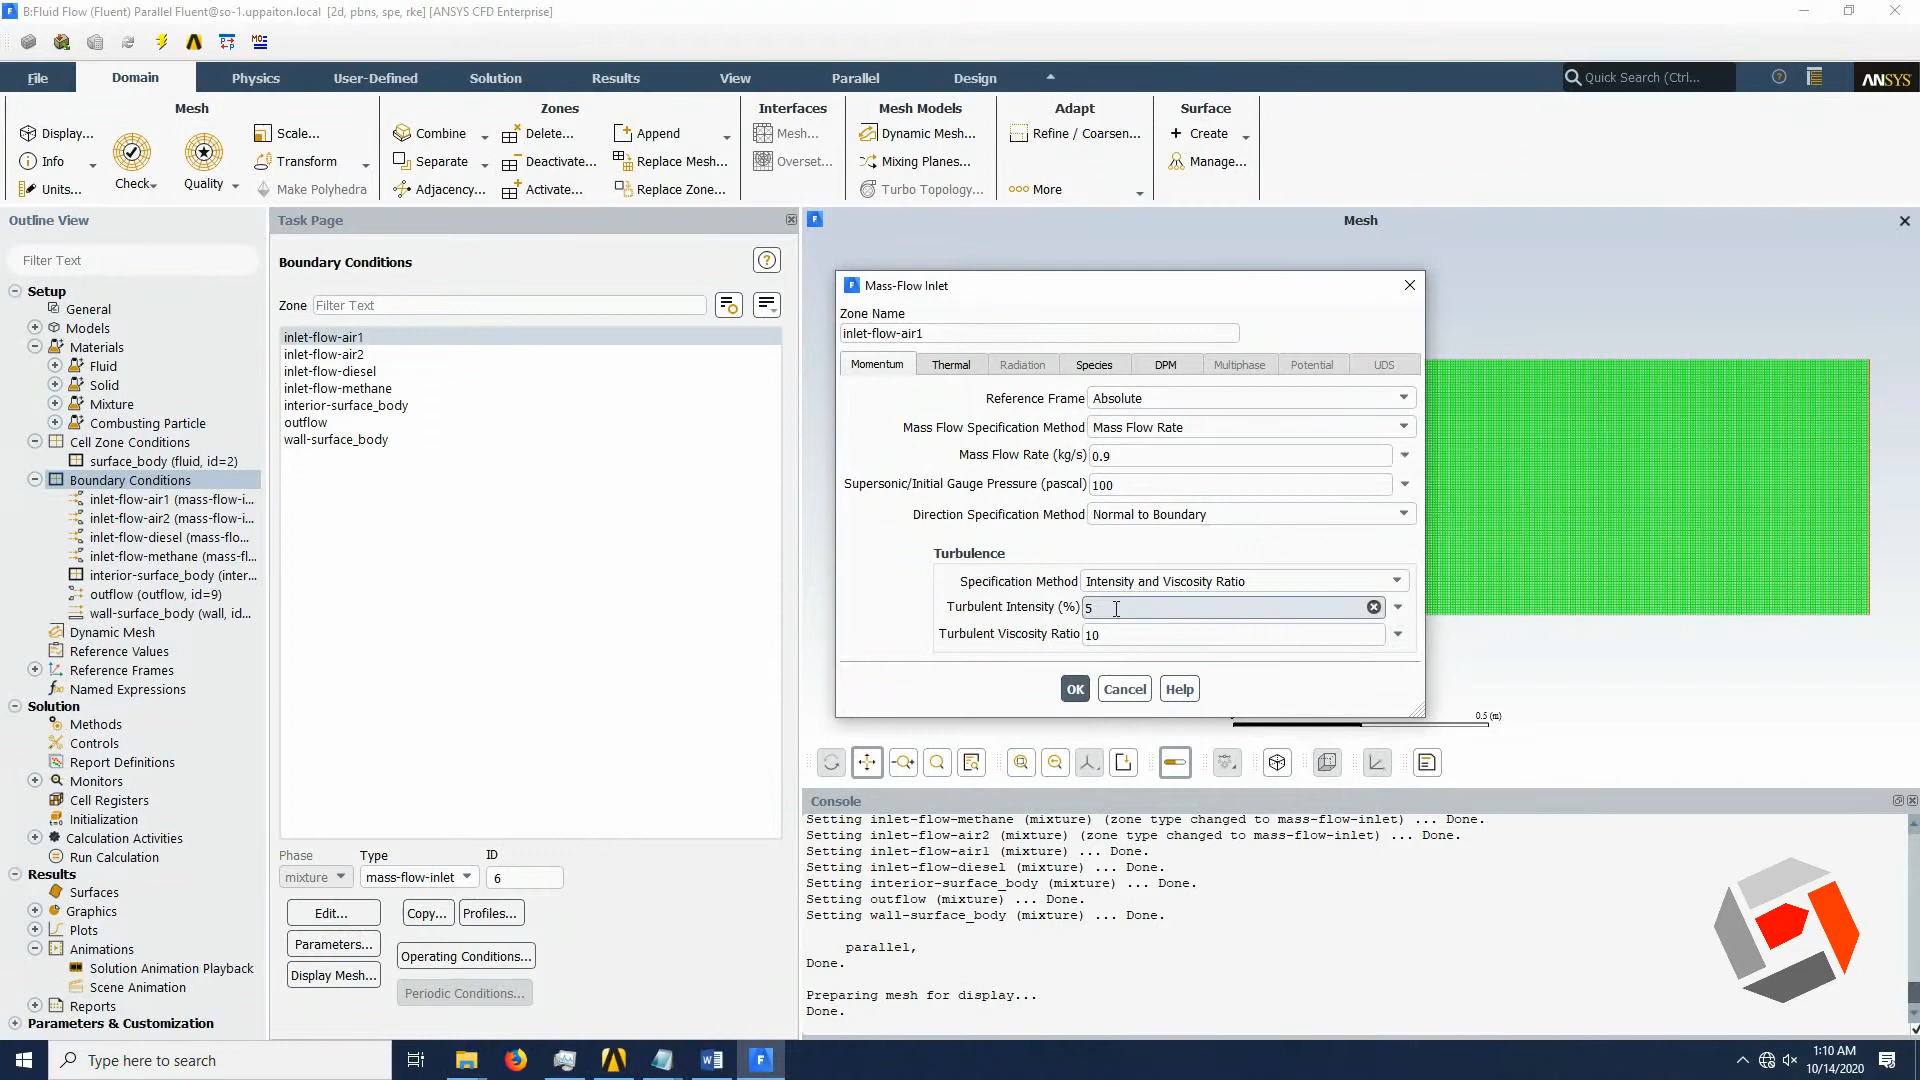 B:Fluid Flow (Fluent) Parallel Fluent@so-1.uppaiton.local [2d, pbns, spe, rke] [ANSYS CFD Enterprise]
File Domain Physics User-Defined Solution Results View Parallel Design Quick Search (Ctrl... ANSYS
Mesh Zones Interfaces Mesh Models Adapt Surface
Display... Scale... Combine Delete... Append Mesh... Dynamic Mesh... Refine / Coarsen... Create
Info Transform Separate Deactivate... Replace Mesh... Overset... Mixing Planes... Manage...
Units... Check Quality Make Polyhedra Adjacency... Activate... Replace Zone... Turbo Topology... More
Outline View
Filter Text
Setup
General
Models
Materials
Fluid
Solid
Mixture
Combusting Particle
Cell Zone Conditions
surface_body (fluid, id=2)
Boundary Conditions
inlet-flow-air1 (mass-flow-i...
inlet-flow-air2 (mass-flow-i...
inlet-flow-diesel (mass-flo...
inlet-flow-methane (mass-fl...
interior-surface_body (inter...
outflow (outflow, id=9)
wall-surface_body (wall, id...
Dynamic Mesh
Reference Values
Reference Frames
Named Expressions
Solution
Methods
Controls
Report Definitions
Monitors
Cell Registers
Initialization
Calculation Activities
Run Calculation
Results
Surfaces
Graphics
Plots
Animations
Solution Animation Playback
Scene Animation
Reports
Parameters & Customization
Task Page
Boundary Conditions
Zone Filter Text
inlet-flow-air1
inlet-flow-air2
inlet-flow-diesel
inlet-flow-methane
interior-surface_body
outflow
wall-surface_body
Phase Type ID
mixture mass-flow-inlet 6
Edit... Copy... Profiles...
Parameters... Operating Conditions...
Display Mesh... Periodic Conditions...
Mesh
Mass-Flow Inlet
Zone Name
inlet-flow-air1
Momentum Thermal Radiation Species DPM Multiphase Potential UDS
Reference Frame Absolute
Mass Flow Specification Method Mass Flow Rate
Mass Flow Rate (kg/s) 0.9
Supersonic/Initial Gauge Pressure (pascal) 100
Direction Specification Method Normal to Boundary
Turbulence
Specification Method Intensity and Viscosity Ratio
Turbulent Intensity (%) 5
Turbulent Viscosity Ratio 10
OK Cancel Help
0.5 (m)
Console
Setting inlet-flow-methane (mixture) (zone type changed to mass-flow-inlet) ... Done.
Setting inlet-flow-air2 (mixture) (zone type changed to mass-flow-inlet) ... Done.
Setting inlet-flow-air1 (mixture) ... Done.
Setting inlet-flow-diesel (mixture) ... Done.
Setting interior-surface_body (mixture) ... Done.
Setting outflow (mixture) ... Done.
Setting wall-surface_body (mixture) ... Done.
parallel,
Done.
Preparing mesh for display...
Done.
Type here to search
1:10 AM
10/14/2020